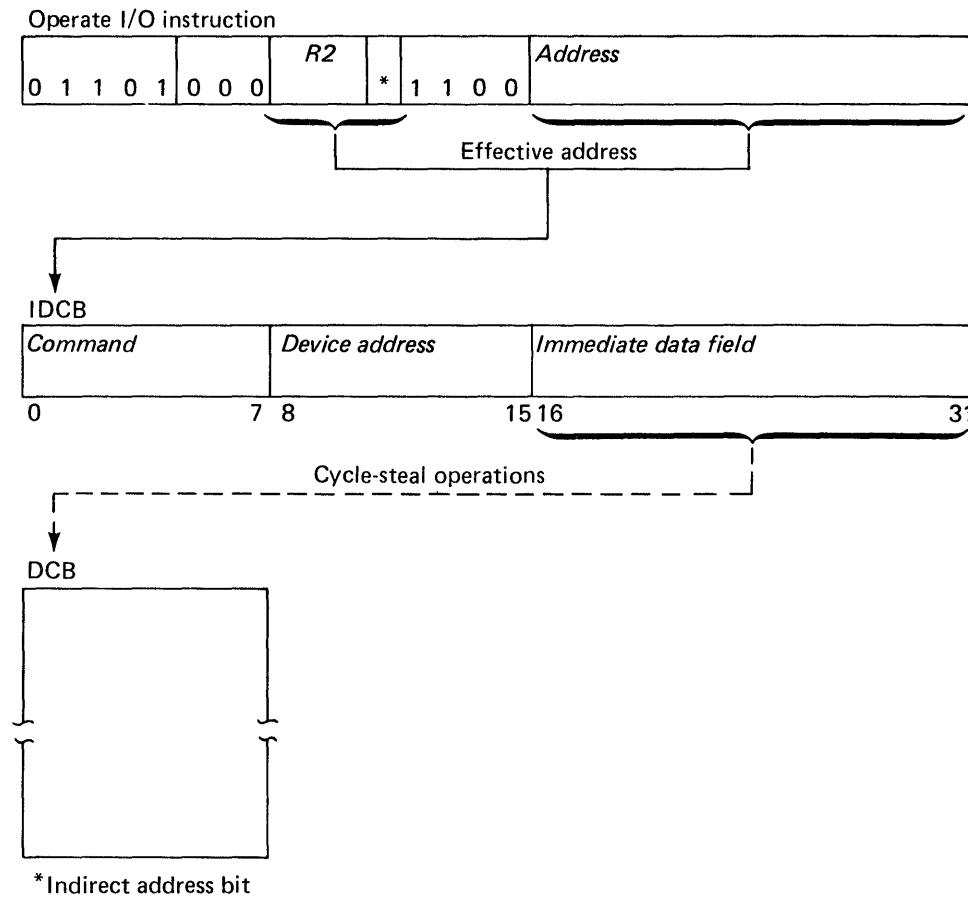 Operate I/O instruction
R2 Address
0 1 1 0 1 0 0 0 * 1 1 0 0
Effective address
IDCB
Command Device address Immediate data field
0 7 8 15 16 31
Cycle-steal operations
DCB
*Indirect address bit